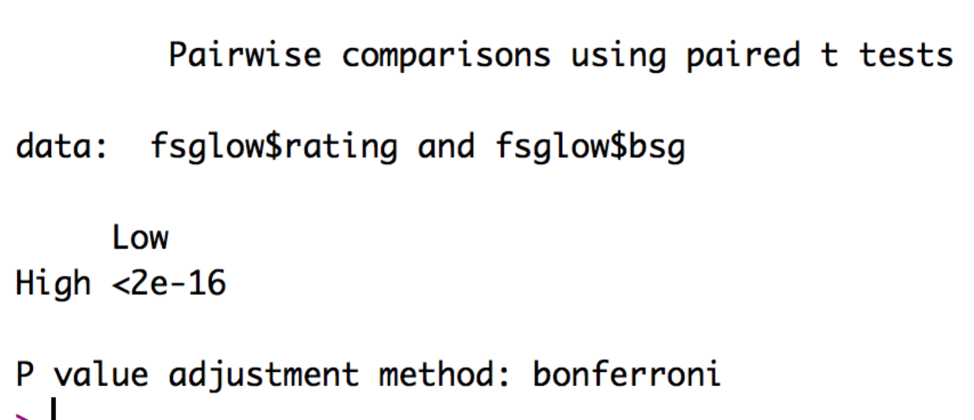 Pairwise comparisons using paired t tests
data:  fsglow$rating and fsglow$bsg
Low
High <2e-16
P value adjustment method: bonferroni
>